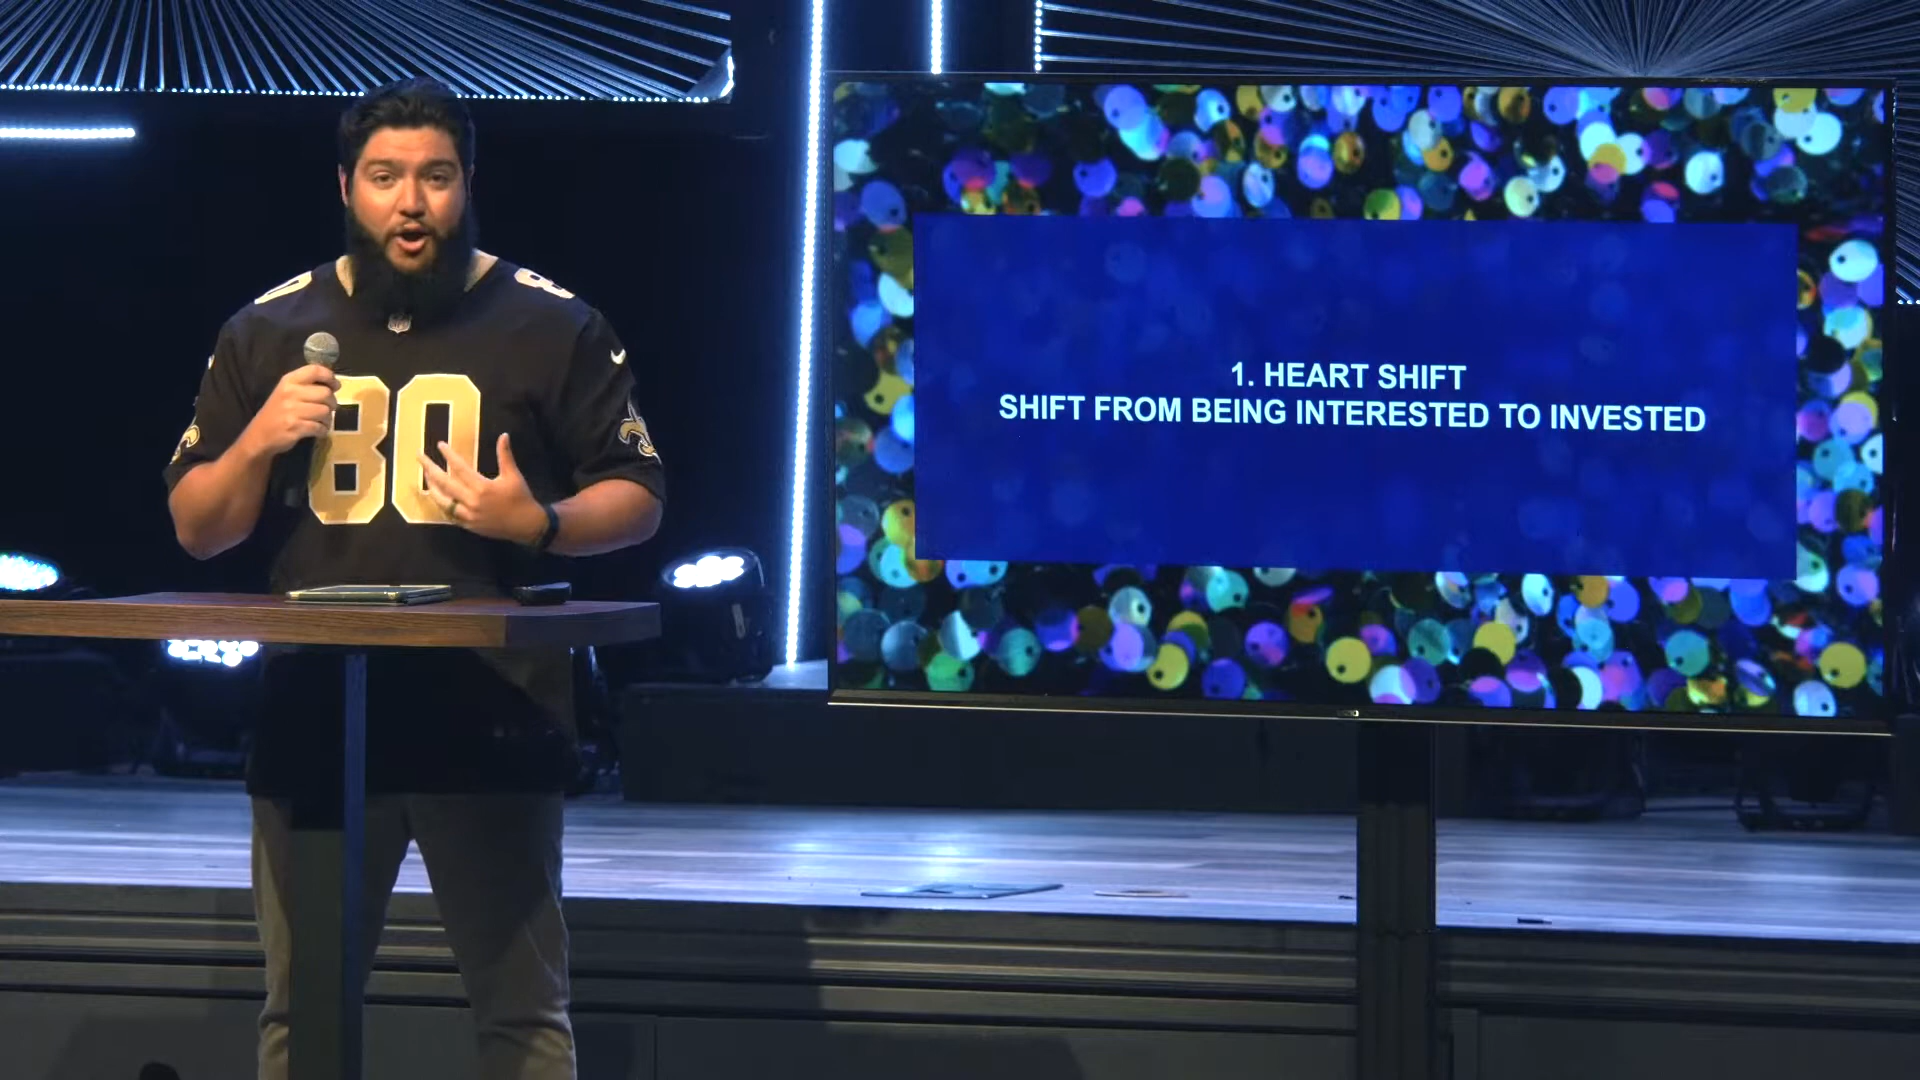 80
1. HEART SHIFT
SHIFT FROM BEING INTERESTED TO INVESTED